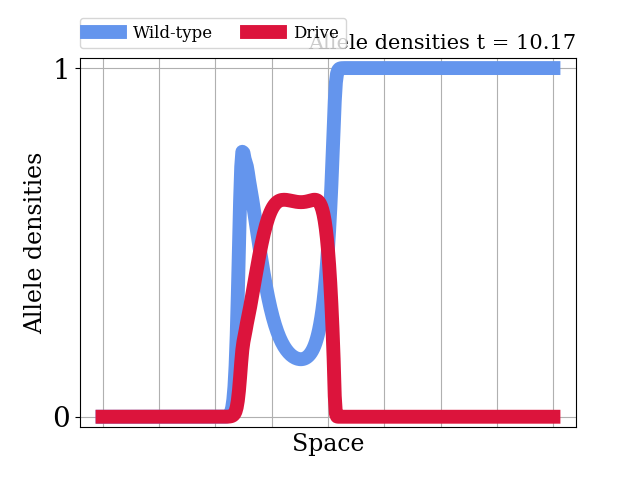 Wild-type Drive
Allele densities t = 10.17
1
Allele densities
0
Space